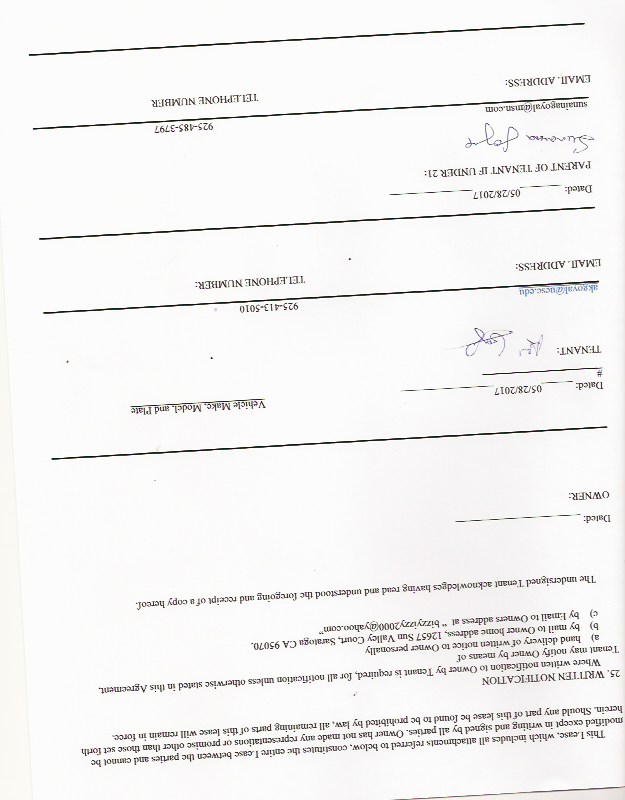 This Lease, which includes all attachments referred to below, constitutes the entire Lease between the parties and cannot be
modified except in writing and signed by all parties. Owner has not made any representations or promise other than those set forth
herein. Should any part of this lease be found to be prohibited by law, all remaining parts of this lease will remain in force.
25. WRITTEN NOTIFICATION
Where written notification to Owner by Tenant is required, for all notification unless otherwise stated in this Agreement,
Tenant may notify Owner by means of
a) hand delivery of written notice to Owner personally
b) by mail to Owner home address, 12657 Sun Valley Court, Saratoga CA 95070.
c) by Email to Owners address at “ bizzizzy2000@yahoo.com”
The undersigned Tenant acknowledges having read and understood the foregoing and receipt of a copy hereof.
Dated:
OWNER:
Dated: 05/28/2017
Vehicle Make, Model, and Plate
#
TENANT:
akgoyal@ucsc.edu 925-413-5010
EMAIL ADDRESS: TELEPHONE NUMBER:
Dated: 05/28/2017
PARENT OF TENANT IF UNDER 21:
sunainagoyal@msn.com 925-485-3797
EMAIL ADDRESS: TELEPHONE NUMBER